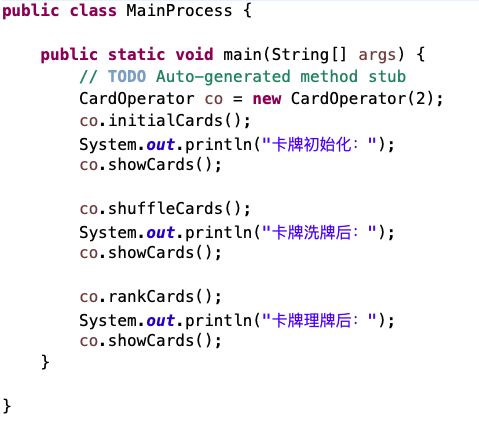 public class MainProcess {
public static void main(String[] args) {
// TODO Auto-generated method stub
CardOperator co = new CardOperator(2);
co.initialCards();
System.out.println("卡牌初始化：");
co.showCards();
co.shuffleCards();
System.out.println("卡牌洗牌后：");
co.showCards();
co.rankCards();
System.out.println("卡牌理牌后：");
co.showCards();
}
}